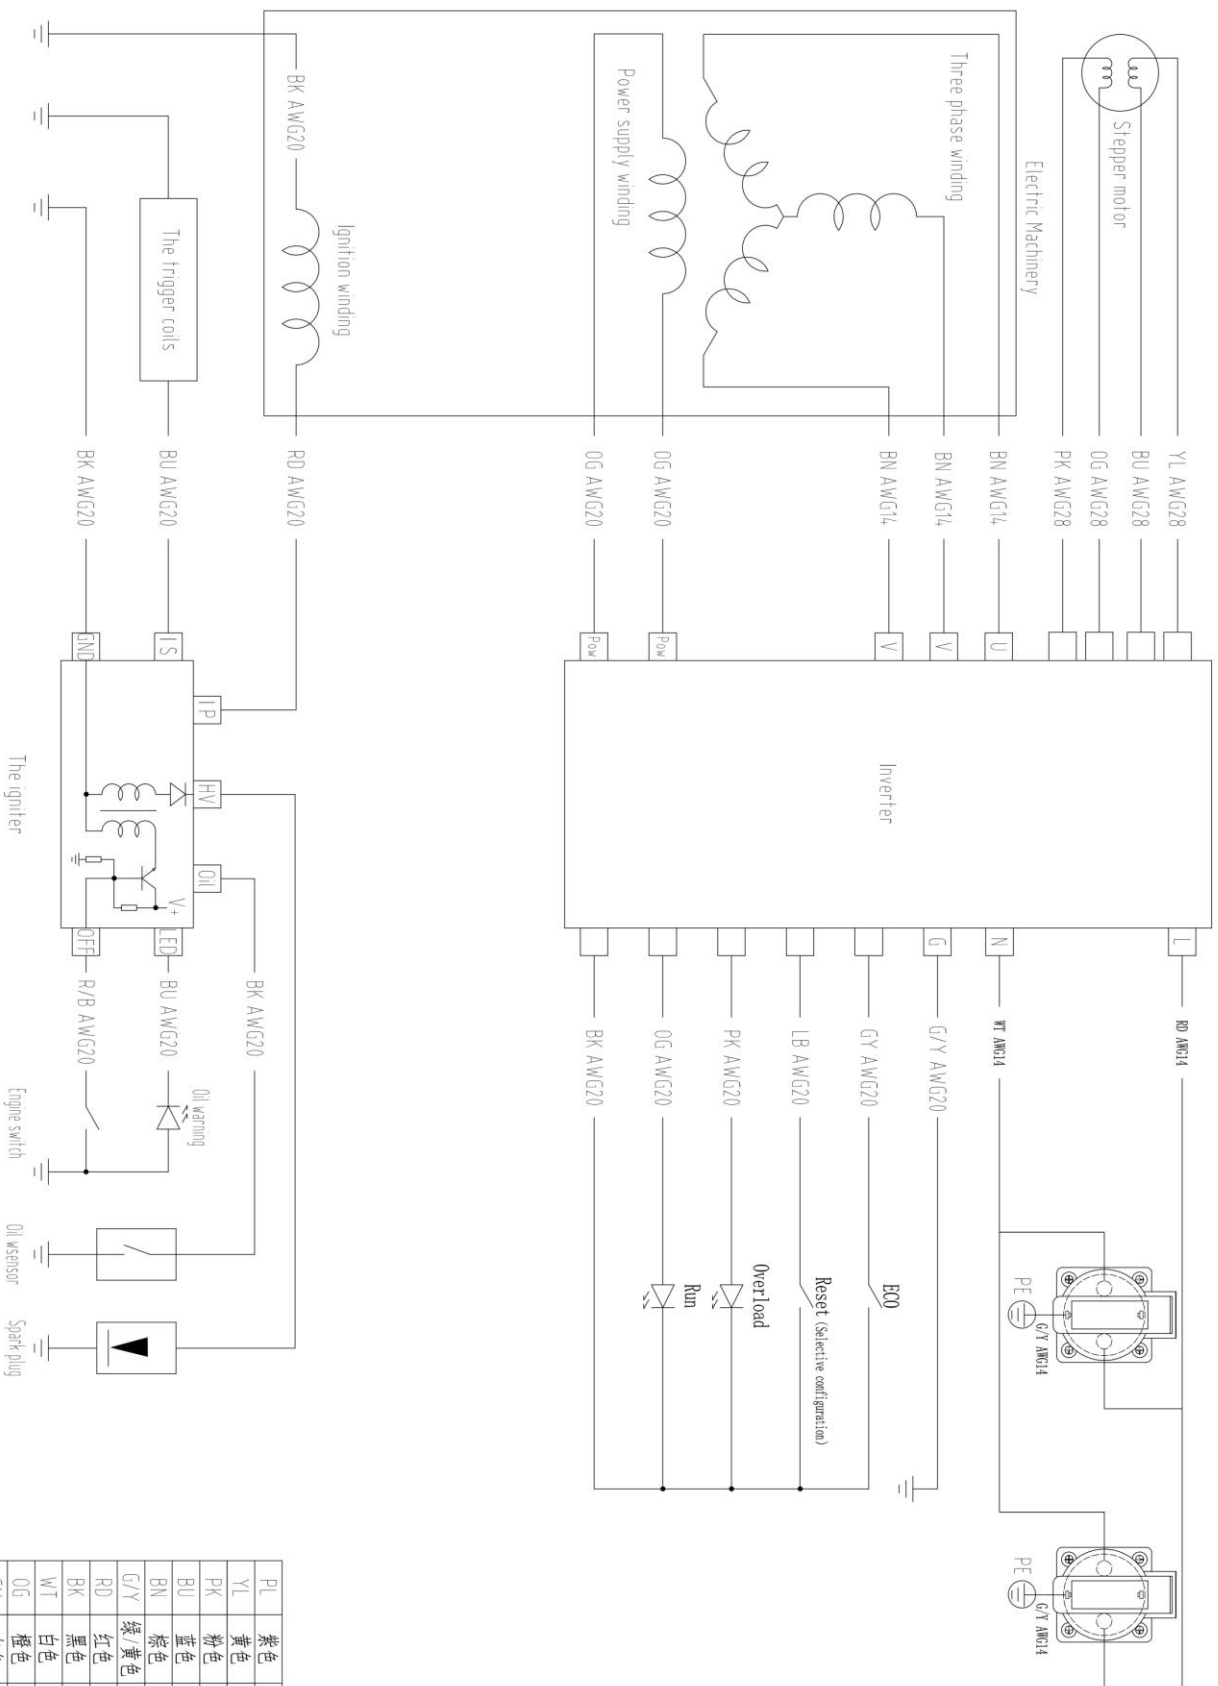 Stepper motor
Electric Machinery
Three phase winding
Power supply winding
Ignition winding
BK AWG20
The trigger coils
YL AWG28
BU AWG28
OG AWG28
PK AWG28
BN AWG14
BN AWG14
BN AWG14
OG AWG20
OG AWG20
RD AWG20
BU AWG20
BK AWG20
U
V
V
Pow
Pow
Inverter
L
N
G
RD AWG14
WT AWG14
G/Y AWG20
GY AWG20
LB AWG20
PK AWG20
OG AWG20
BK AWG20
ECO
Reset (Selective configuration)
Overload
Run
PE
G/Y AWG14
PE
G/Y AWG14
IS
GND
IP
HV
Oil
V+
LED
OFF
The igniter
BK AWG20
BU AWG20
R/B AWG20
Oil warning
Engine switch
Oil wsensor
Spark plug
PL 紫色
YL 黄色
PK 粉色
BU 蓝色
BN 棕色
G/Y 绿/黄色
RD 红色
BK 黑色
WT 白色
OG 橙色